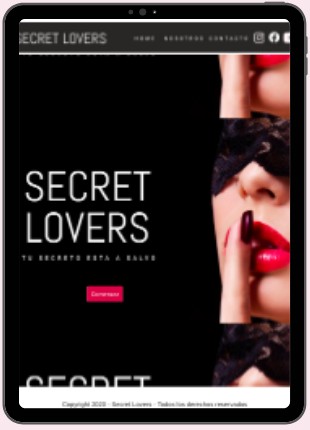 SECRET LOVERS
HOME NOSOTROS CONTACTO
SECRET
LOVERS
TU SECRETO ESTA A SALVO
Comenzar
SECRET
Copyright 2020 - Secret Lovers - Todos los derechos reservados